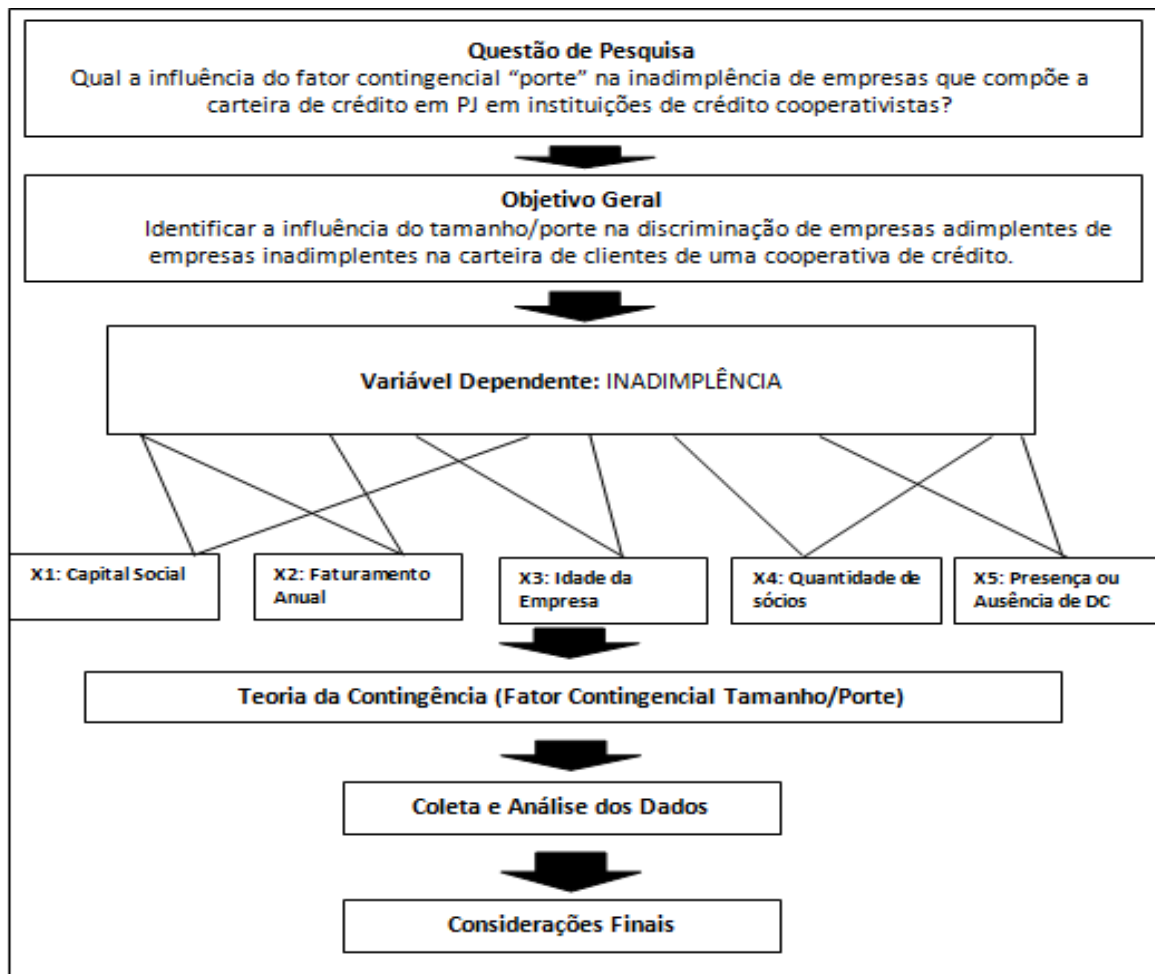 Questão de Pesquisa
Qual a influência do fator contingencial “porte” na inadimplência de empresas que compõe a
carteira de crédito em PJ em instituições de crédito cooperativistas?
Objetivo Geral
Identificar a influência do tamanho/porte na discriminação de empresas adimplentes de
empresas inadimplentes na carteira de clientes de uma cooperativa de crédito.
Variável Dependente: INADIMPLÊNCIA
X1: Capital Social
X2: Faturamento
Anual
X3: Idade da
Empresa
X4: Quantidade de
sócios
X5: Presença ou
Ausência de DC
Teoria da Contingência (Fator Contingencial Tamanho/Porte)
Coleta e Análise dos Dados
Considerações Finais